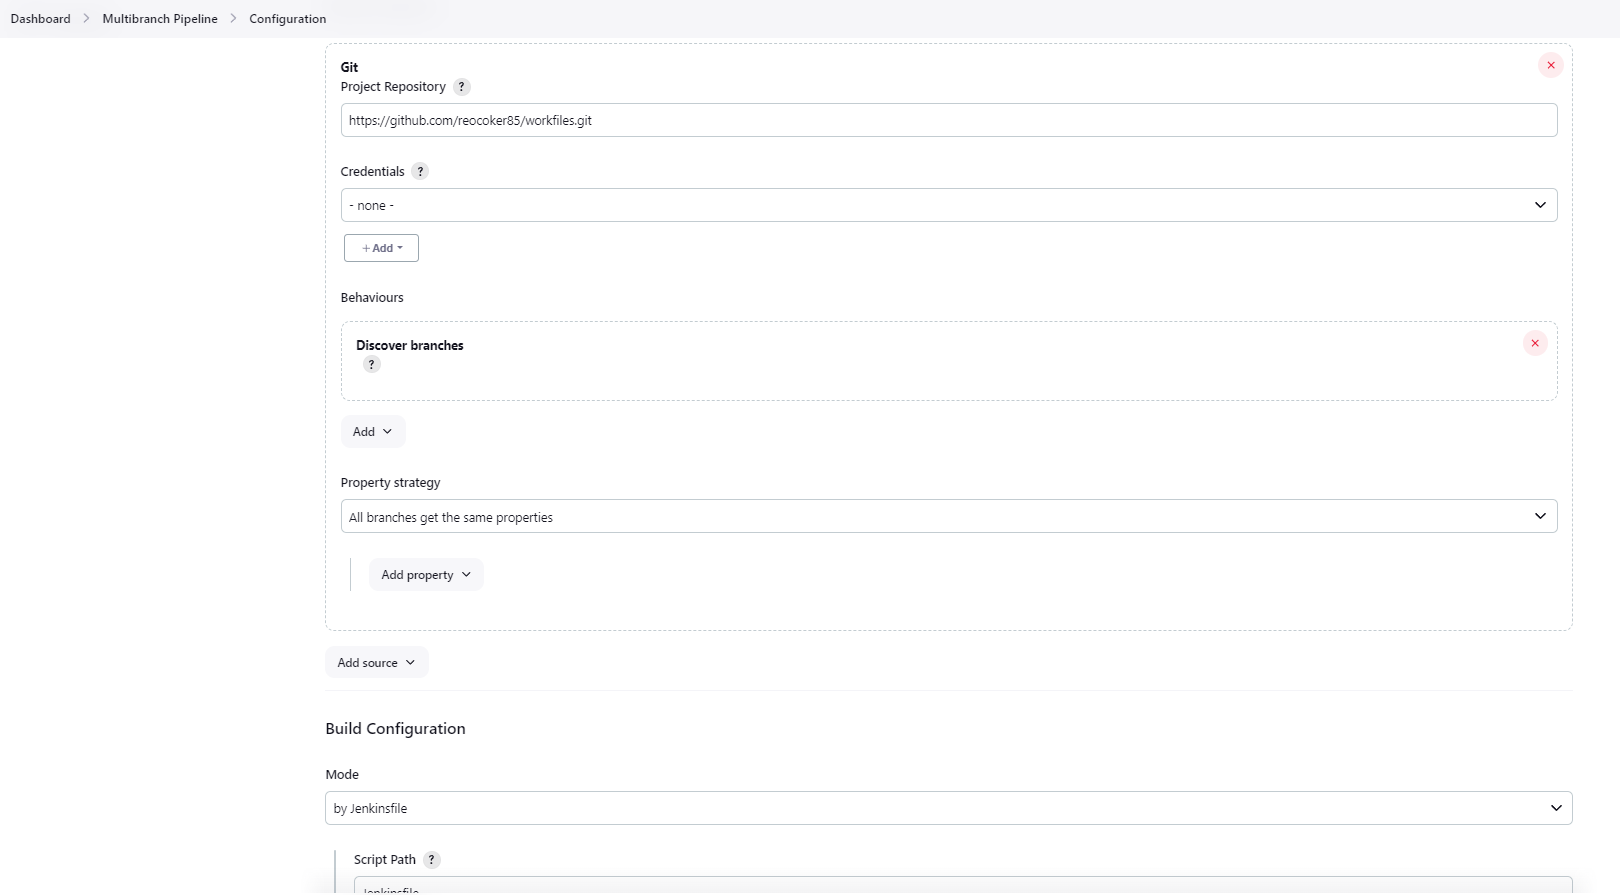 Dashboard > Multibranch Pipeline > Configuration
Git
Project Repository ?
https://github.com/reocoker85/workfiles.git
Credentials ?
- none -
+ Add
Behaviours
Discover branches
?
Add
Property strategy
All branches get the same properties
Add property
Add source
Build Configuration
Mode
by Jenkinsfile
Script Path ?
Jenkinsfile